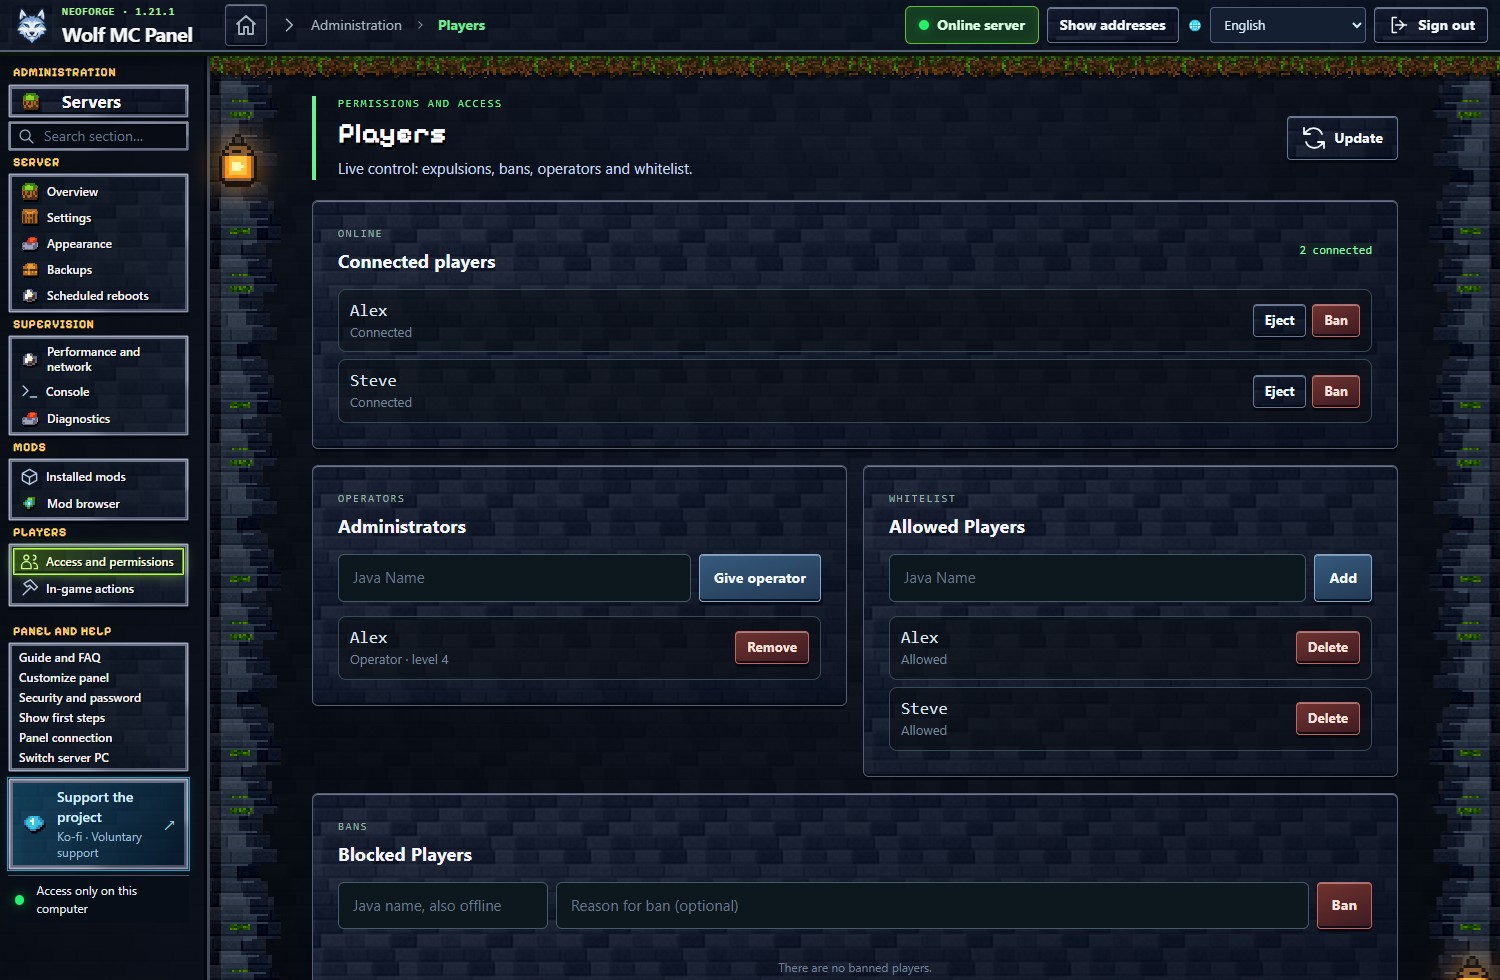 NEOFORGE · 1.21.1
Wolf MC Panel
Administration
Players
Online server
Show addresses
English
Sign out
ADMINISTRATION
Servers
Search section...
SERVER
Overview
Settings
Appearance
Backups
Scheduled reboots
SUPERVISION
Performance and
network
Console
Diagnostics
MODS
Installed mods
Mod browser
PLAYERS
Access and permissions
In-game actions
PANEL AND HELP
Guide and FAQ
Customize panel
Security and password
Show first steps
Panel connection
Switch server PC
Support the
project
Ko-fi · Voluntary
support
Access only on this
computer
PERMISSIONS AND ACCESS
Players
Live control: expulsions, bans, operators and whitelist.
Update
ONLINE
Connected players
2 connected
Alex
Connected
Eject
Ban
Steve
Connected
Eject
Ban
OPERATORS
Administrators
Java Name
Give operator
Alex
Operator · level 4
Remove
WHITELIST
Allowed Players
Java Name
Add
Alex
Allowed
Delete
Steve
Allowed
Delete
BANS
Blocked Players
Java name, also offline
Reason for ban (optional)
Ban
There are no banned players.